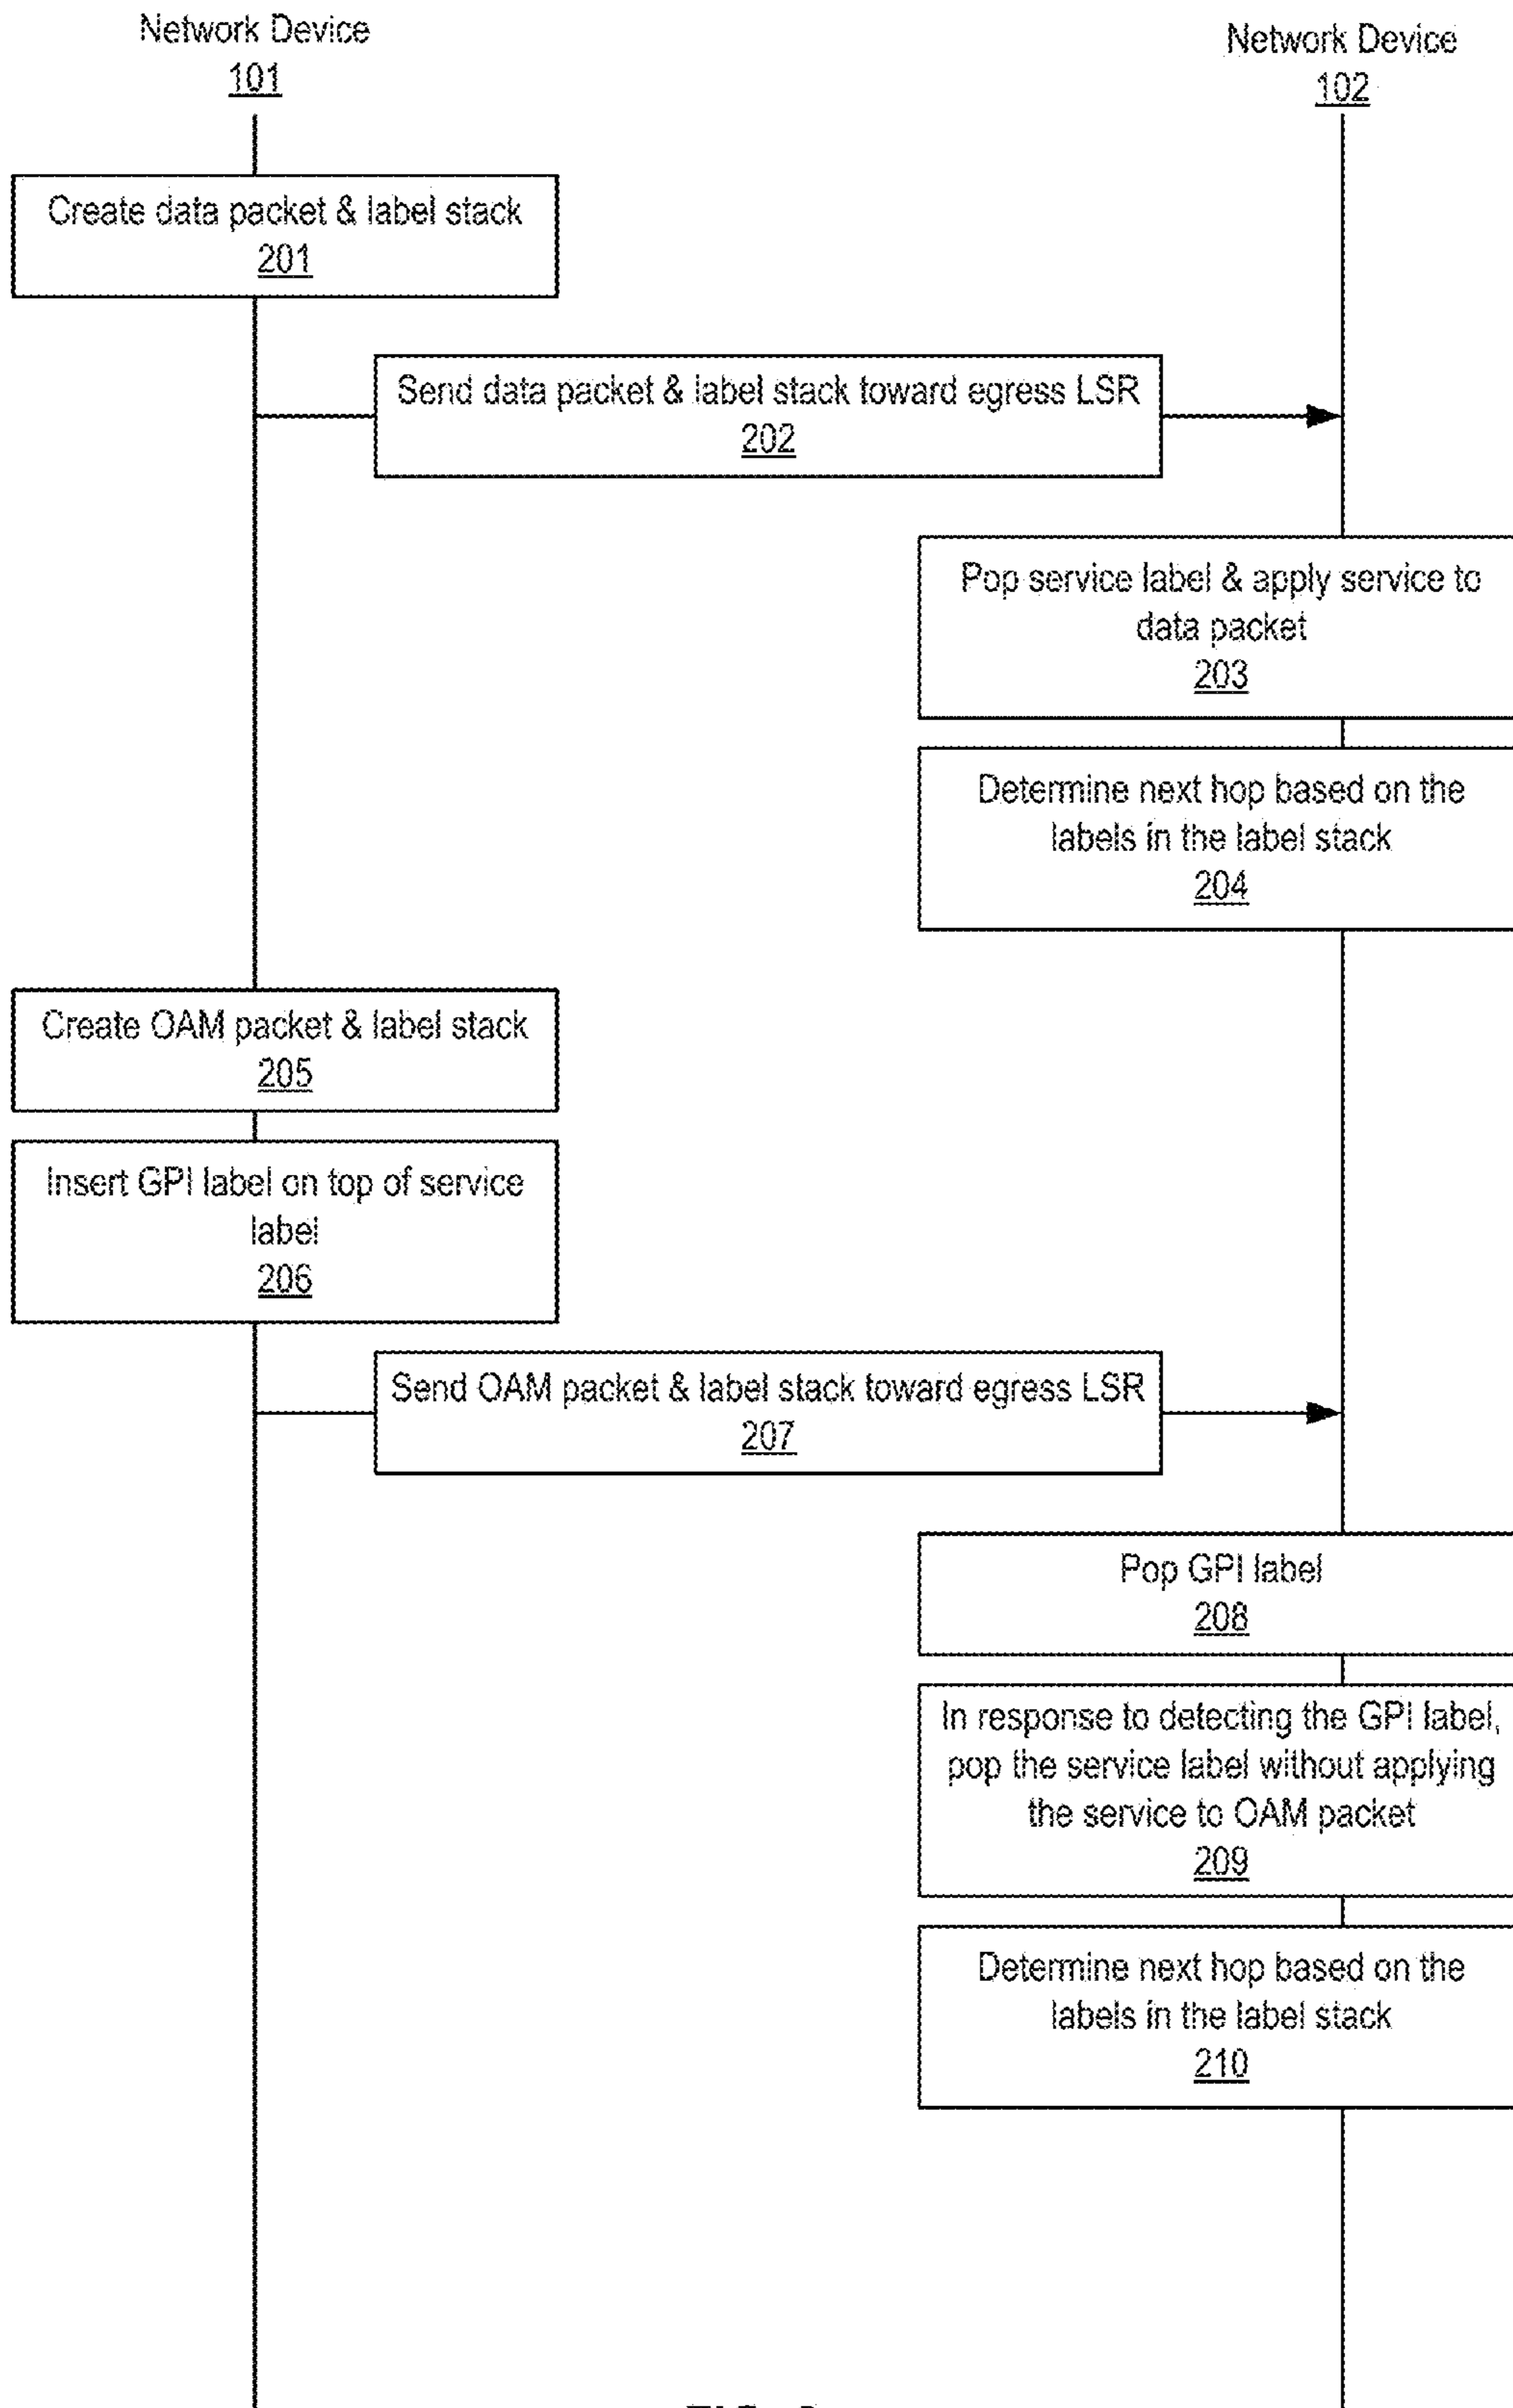 Network Device
101
Network Device
102
Create data packet & label stack
201
Send data packet & label stack toward egress LSR
202
Pop service label & apply service to
data packet
203
Determine next hop based on the
labels in the label stack
204
Create OAM packet & label stack
205
Insert GPI label on top of service
label
206
Send OAM packet & label stack toward egress LSR
207
Pop GPI label
208
In response to detecting the GPI label,
pop the service label without applying
the service to OAM packet
209
Determine next hop based on the
labels in the label stack
210